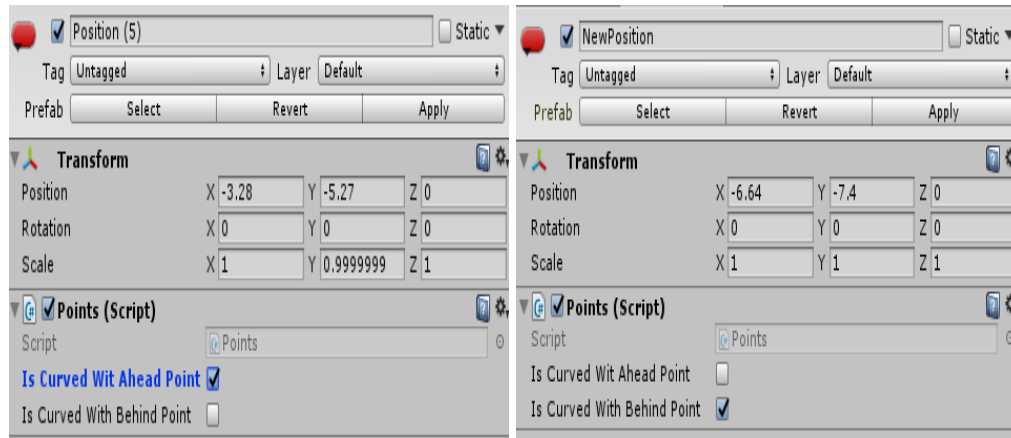 Position (5) Static
Tag Untagged Layer Default
Prefab Select Revert Apply
Transform
Position X -3.28 Y -5.27 Z 0
Rotation X 0 Y 0 Z 0
Scale X 1 Y 0.9999999 Z 1
Points (Script)
Script Points
Is Curved Wit Ahead Point
Is Curved With Behind Point
NewPosition Static
Tag Untagged Layer Default
Prefab Select Revert Apply
Transform
Position X -6.64 Y -7.4 Z 0
Rotation X 0 Y 0 Z 0
Scale X 1 Y 1 Z 1
Points (Script)
Script Points
Is Curved Wit Ahead Point
Is Curved With Behind Point